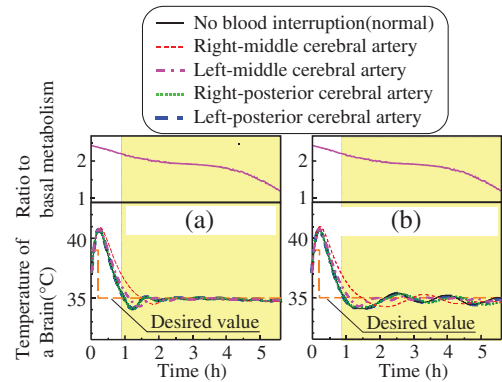 No blood interruption(normal)
Right-middle cerebral artery
Left-middle cerebral artery
Right-posterior cerebral artery
Left-posterior cerebral artery
Ratio to
basal metabolism
2
1
2
1
(a)
(b)
Temperature of
a Brain(°C)
40
35
40
35
Desired value
Desired value
0 1 2 3 4 5
0 1 2 3 4 5
Time (h)
Time (h)